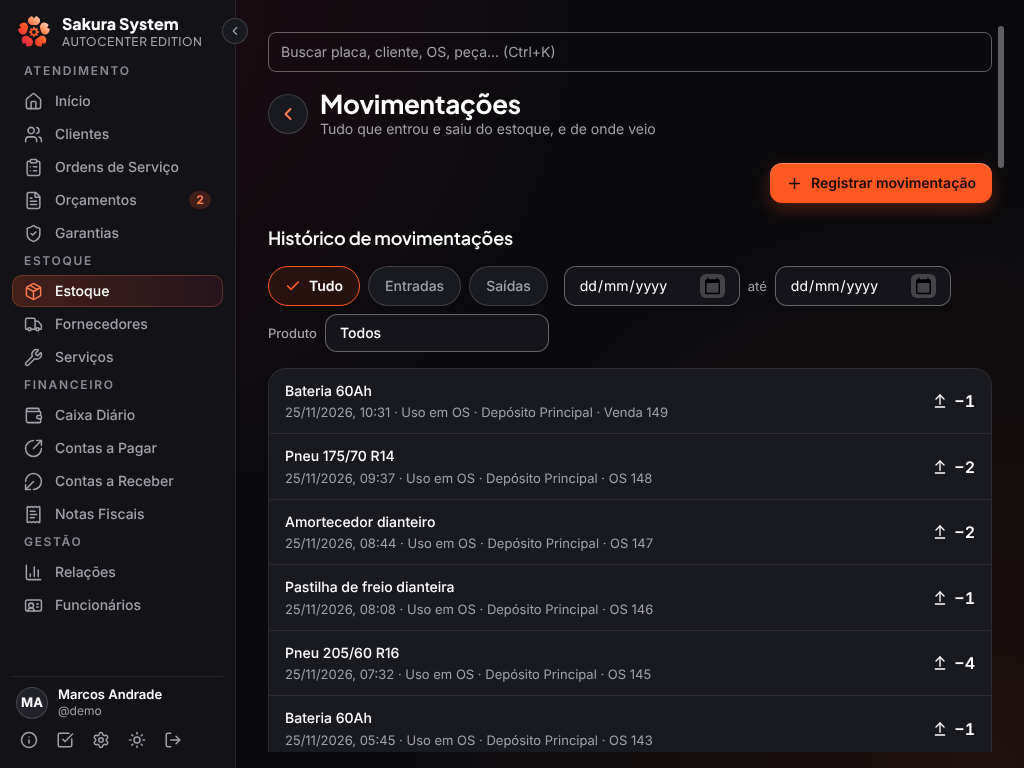 Sakura System
AUTOCENTER EDITION
ATENDIMENTO
Início
Clientes
Ordens de Serviço
Orçamentos 2
Garantias
ESTOQUE
Estoque
Fornecedores
Serviços
FINANCEIRO
Caixa Diário
Contas a Pagar
Contas a Receber
Notas Fiscais
GESTÃO
Relações
Funcionários
MA
Marcos Andrade
@demo
Buscar placa, cliente, OS, peça... (Ctrl+K)
Movimentações
Tudo que entrou e saiu do estoque, e de onde veio
+ Registrar movimentação
Histórico de movimentações
Tudo Entradas Saídas dd/mm/yyyy até dd/mm/yyyy
Produto Todos
Bateria 60Ah
25/11/2026, 10:31 · Uso em OS · Depósito Principal · Venda 149
−1
Pneu 175/70 R14
25/11/2026, 09:37 · Uso em OS · Depósito Principal · OS 148
−2
Amortecedor dianteiro
25/11/2026, 08:44 · Uso em OS · Depósito Principal · OS 147
−2
Pastilha de freio dianteira
25/11/2026, 08:08 · Uso em OS · Depósito Principal · OS 146
−1
Pneu 205/60 R16
25/11/2026, 07:32 · Uso em OS · Depósito Principal · OS 145
−4
Bateria 60Ah
25/11/2026, 05:45 · Uso em OS · Depósito Principal · OS 143
−1